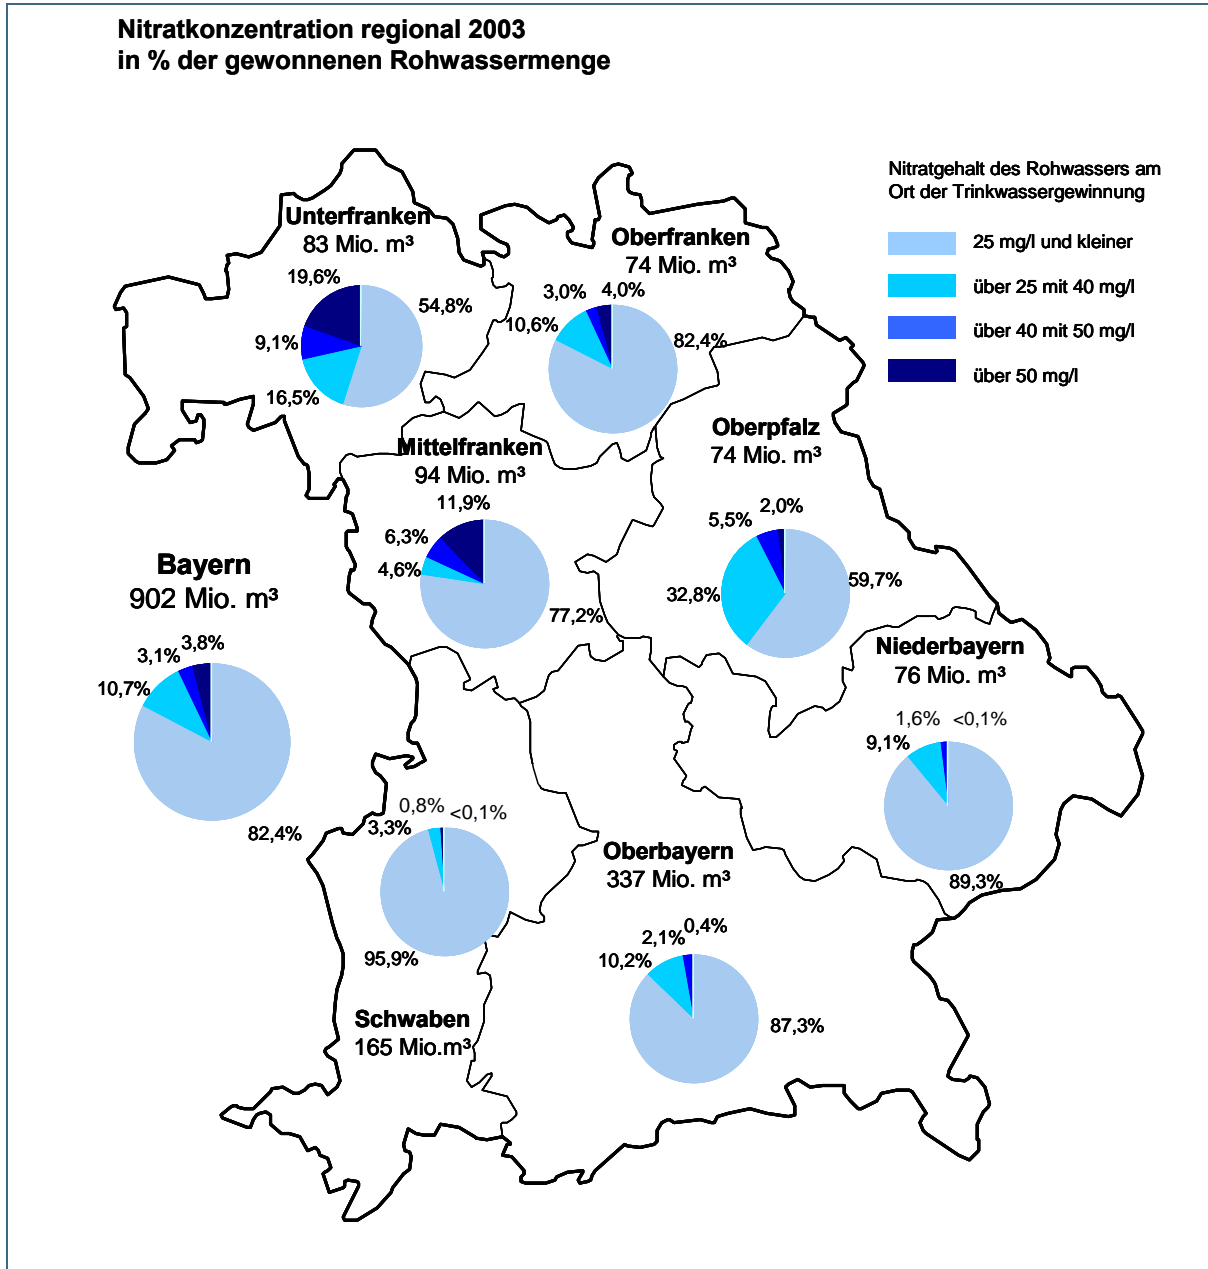 Nitratkonzentration regional 2003
in % der gewonnenen Rohwassermenge
Nitratgehalt des Rohwassers am
Ort der Trinkwassergewinnung
25 mg/l und kleiner
über 25 mit 40 mg/l
über 40 mit 50 mg/l
über 50 mg/l
Unterfranken
83 Mio. m³
19,6%
54,8%
9,1%
16,5%
Oberfranken
74 Mio. m³
3,0%
4,0%
10,6%
82,4%
Mittelfranken
94 Mio. m³
11,9%
6,3%
4,6%
77,2%
Oberpfalz
74 Mio. m³
2,0%
5,5%
32,8%
59,7%
Bayern
902 Mio. m³
3,8%
3,1%
10,7%
82,4%
Niederbayern
76 Mio. m³
1,6%
<0,1%
9,1%
89,3%
0,8%
<0,1%
3,3%
95,9%
Schwaben
165 Mio.m³
Oberbayern
337 Mio. m³
0,4%
2,1%
10,2%
87,3%